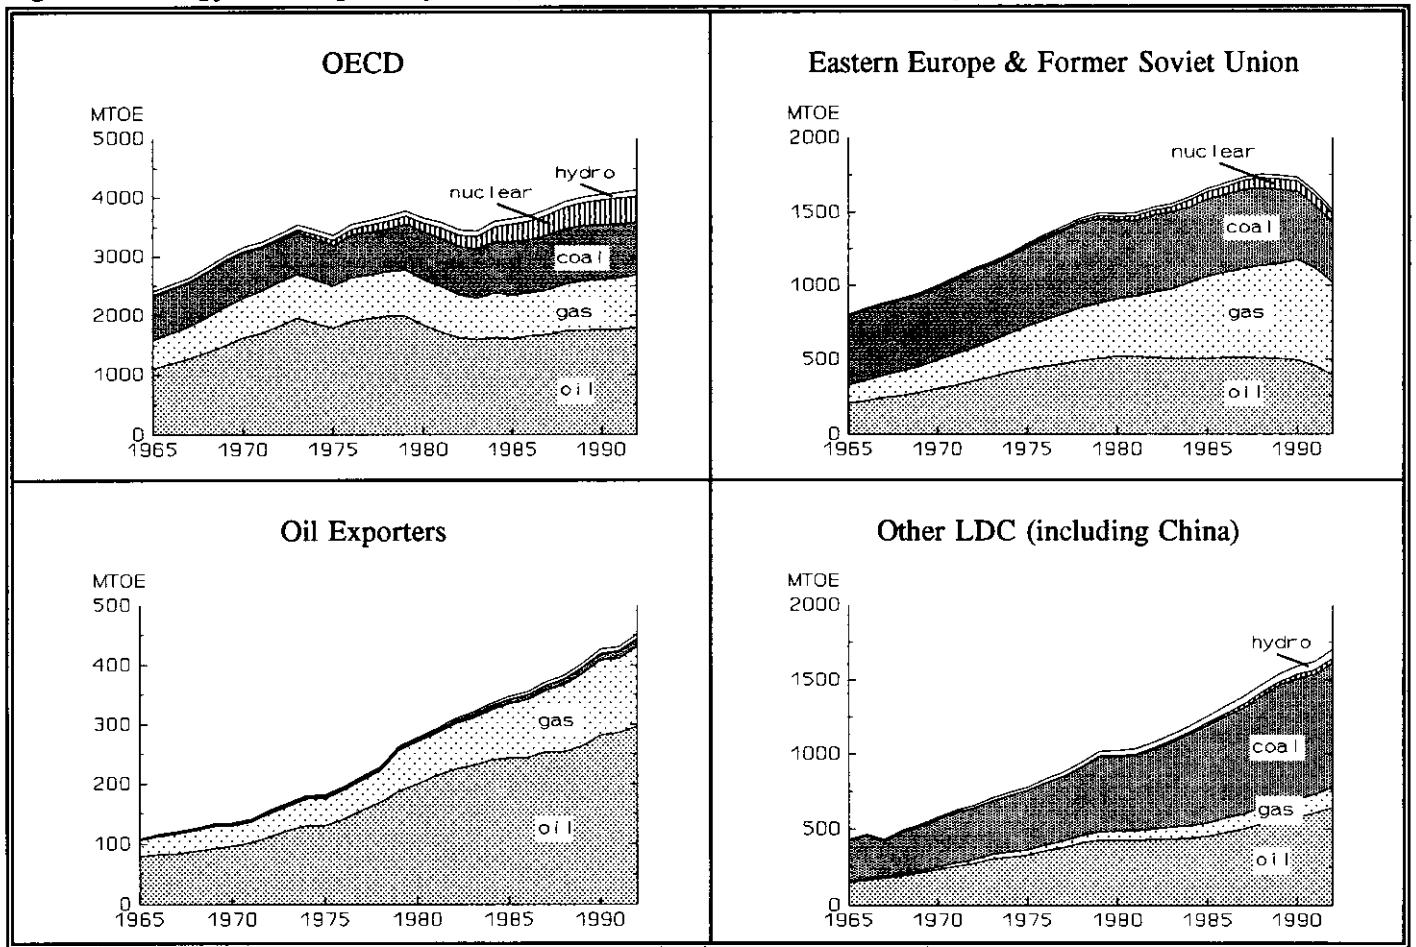 OECD
MTOE
5000
4000
3000
2000
1000
0
hydro
nuclear
coal
gas
oil
1965 1970 1975 1980 1985 1990
Eastern Europe & Former Soviet Union
MTOE
2000
1500
1000
500
0
nuclear
coal
gas
oil
1965 1970 1975 1980 1985 1990
Oil Exporters
MTOE
500
400
300
200
100
0
gas
oil
1965 1970 1975 1980 1985 1990
Other LDC (including China)
MTOE
2000
1500
1000
500
0
hydro
coal
gas
oil
1965 1970 1975 1980 1985 1990